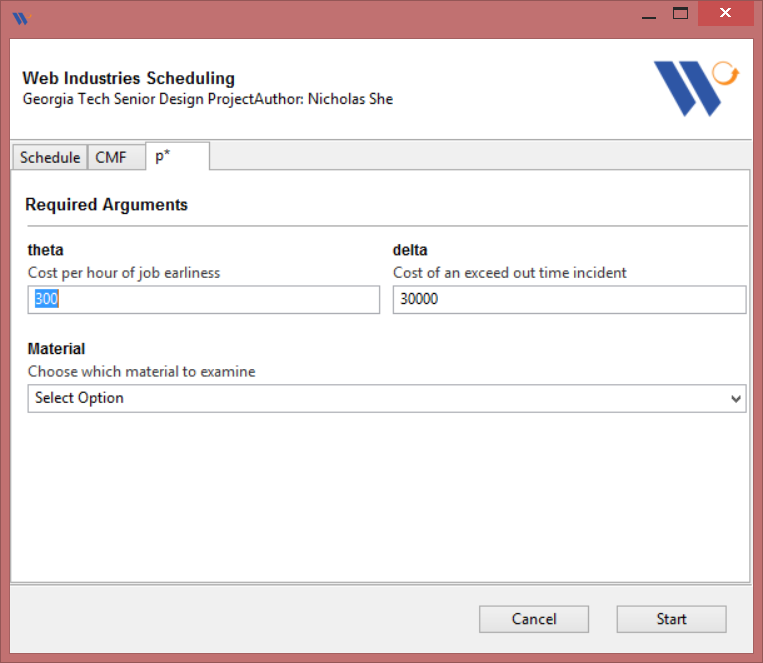 Web Industries Scheduling
Georgia Tech Senior Design ProjectAuthor: Nicholas She
Schedule CMF p*
Required Arguments
theta delta
Cost per hour of job earliness Cost of an exceed out time incident
300 30000
Material
Choose which material to examine
Select Option
Cancel Start